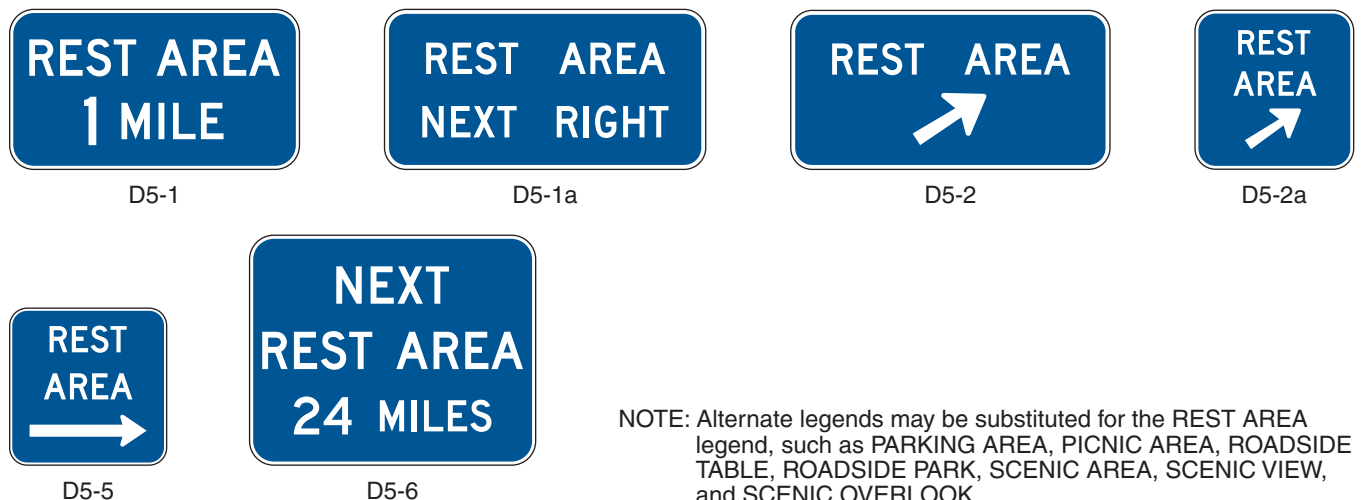 REST AREA
1 MILE
D5-1
REST AREA
NEXT RIGHT
D5-1a
REST AREA
D5-2
REST
AREA
D5-2a
REST
AREA
D5-5
NEXT
REST AREA
24 MILES
D5-6
NOTE: Alternate legends may be substituted for the REST AREA
legend, such as PARKING AREA, PICNIC AREA, ROADSIDE
TABLE, ROADSIDE PARK, SCENIC AREA, SCENIC VIEW,
and SCENIC OVERLOOK